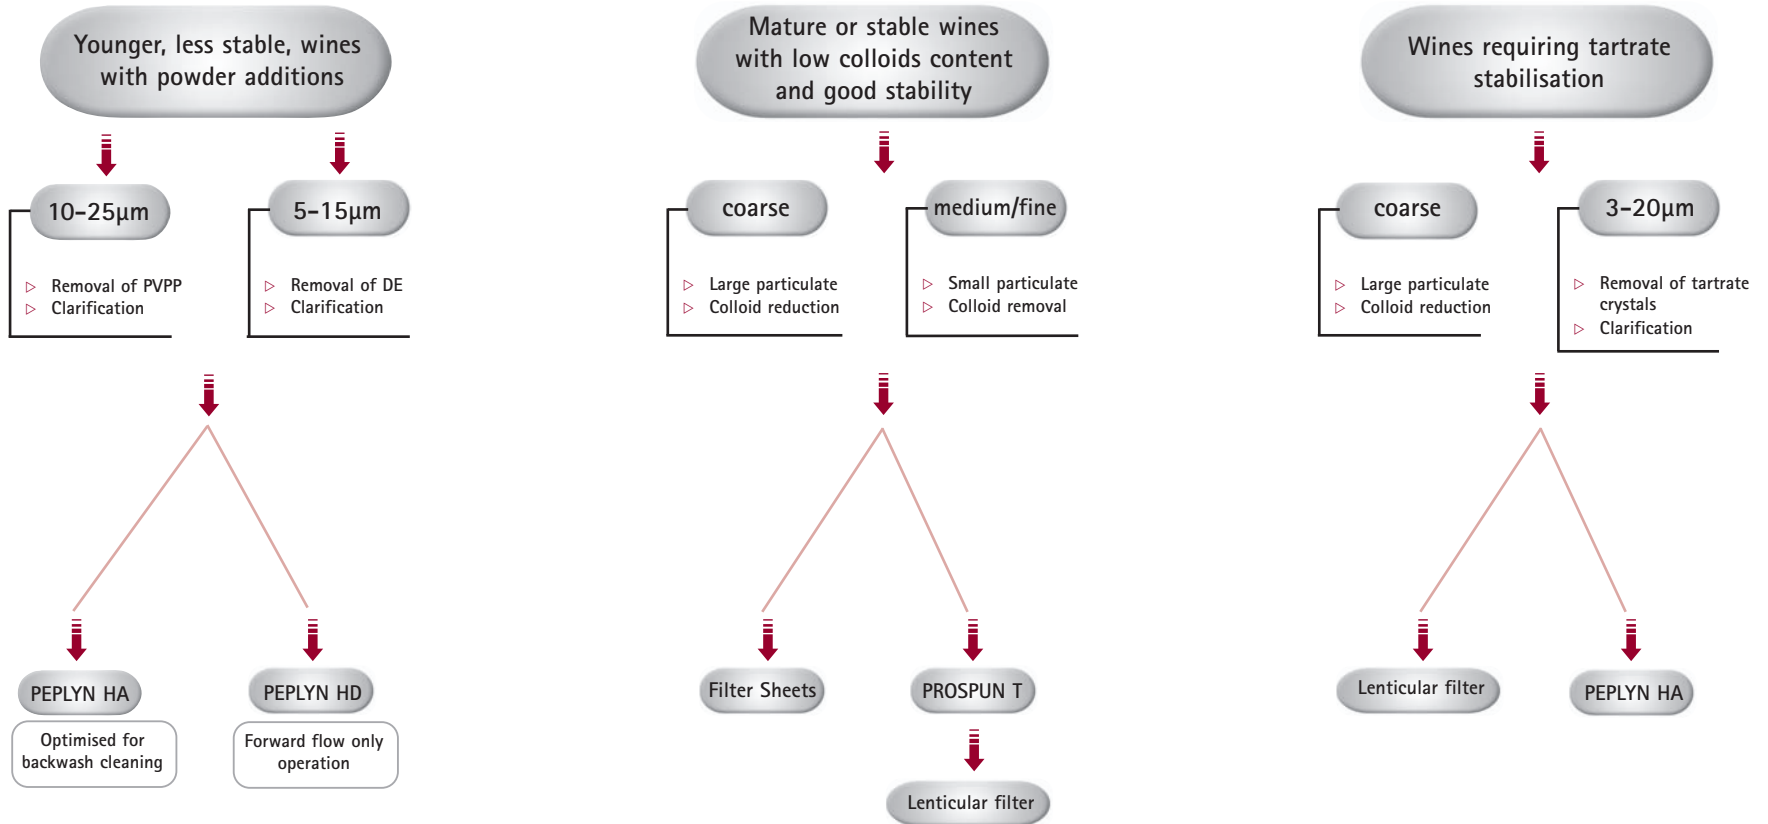 Younger, less stable, wines
with powder additions
10-25µm
▷ Removal of PVPP
▷ Clarification
5-15µm
▷ Removal of DE
▷ Clarification
PEPLYN HA
Optimised for
backwash cleaning
PEPLYN HD
Forward flow only
operation
Mature or stable wines
with low colloids content
and good stability
coarse
▷ Large particulate
▷ Colloid reduction
medium/fine
▷ Small particulate
▷ Colloid removal
Filter Sheets
PROSPUN T
Lenticular filter
Wines requiring tartrate
stabilisation
coarse
▷ Large particulate
▷ Colloid reduction
3-20µm
▷ Removal of tartrate
crystals
▷ Clarification
Lenticular filter
PEPLYN HA